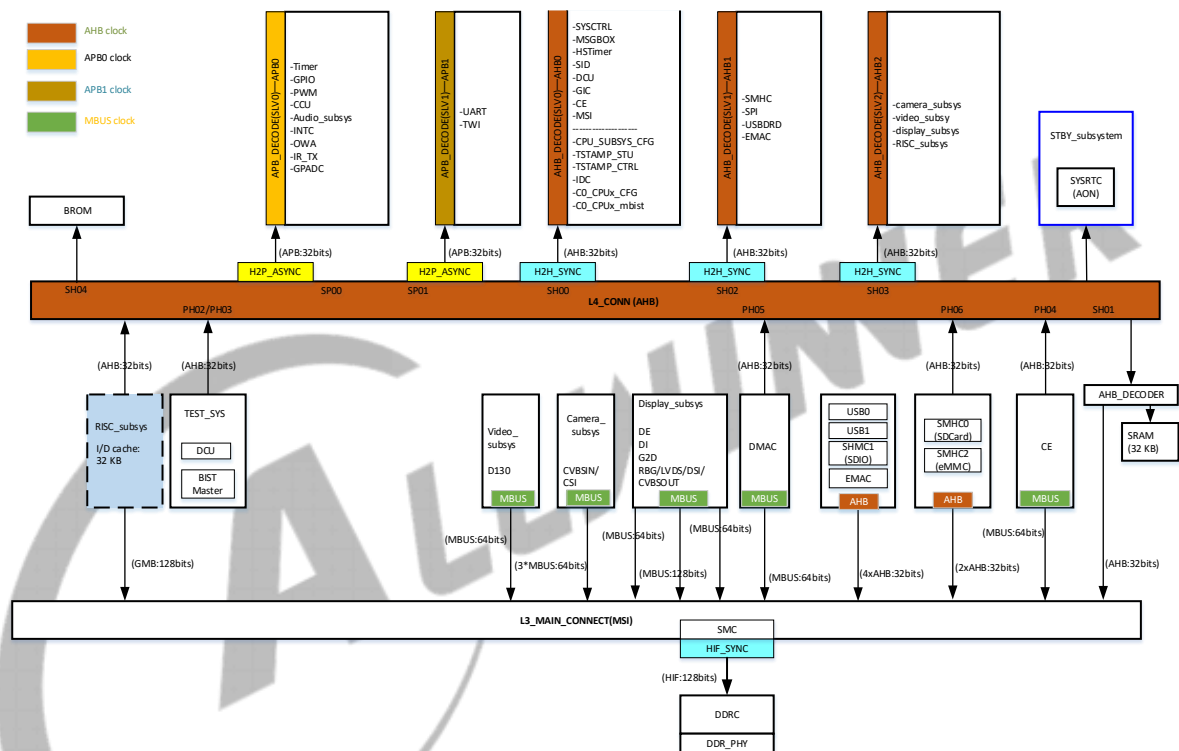 AHB clock
APB0 clock
APB1 clock
MBUS clock
APB_DECODE(SLV0)—APB0
-Timer
-GPIO
-PWM
-CCU
-Audio_subsys
-INTC
-OWA
-IR_TX
-GPADC
APB_DECODE(SLV1)—APB1
-UART
-TWI
AHB_DECODE(SLV0)—AHB0
-SYSCTRL
-MSGBOX
-HSTimer
-SID
-DCU
-GIC
-CE
-MSI
--------------------
-CPU_SUBSYS_CFG
-TSTAMP_STU
-TSTAMP_CTRL
-IDC
-C0_CPUx_CFG
-C0_CPUx_mbist
AHB_DECODE(SLV1)—AHB1
-SMHC
-SPI
-USBDRD
-EMAC
AHB_DECODE(SLV2)—AHB2
-camera_subsys
-video_subsy
-display_subsys
-RISC_subsys
STBY_subsystem
SYSRTC
(AON)
BROM
(APB:32bits)
(APB:32bits)
(AHB:32bits)
(AHB:32bits)
(AHB:32bits)
H2P_ASYNC
H2P_ASYNC
H2H_SYNC
H2H_SYNC
H2H_SYNC
SH04
SP00
SP01
SH00
SH02
SH03
L4_CONN (AHB)
PH02/PH03
PH05
PH06
PH04
SH01
(AHB:32bits)
(AHB:32bits)
(AHB:32bits)
(AHB:32bits)
(AHB:32bits)
RISC_subsys
I/D cache:
32 KB
TEST_SYS
DCU
BIST
Master
Video_
subsys
D130
MBUS
Camera_
subsys
CVBSIN/
CSI
MBUS
Display_subsys
DE
DI
G2D
RBG/LVDS/DSI/
CVBSOUT
MBUS
DMAC
MBUS
USB0
USB1
SHMC1
(SDIO)
EMAC
AHB
SMHC0
(SDCard)
SMHC2
(eMMC)
AHB
CE
MBUS
AHB_DECODER
SRAM
(32 KB)
(GMB:128bits)
(MBUS:64bits)
(3*MBUS:64bits)
(MBUS:64bits)
(MBUS:128bits)
(MBUS:64bits)
(MBUS:64bits)
(4xAHB:32bits)
(2xAHB:32bits)
(MBUS:64bits)
(AHB:32bits)
L3_MAIN_CONNECT(MSI)
SMC
HIF_SYNC
(HIF:128bits)
DDRC
DDR_PHY
ALLWINNER